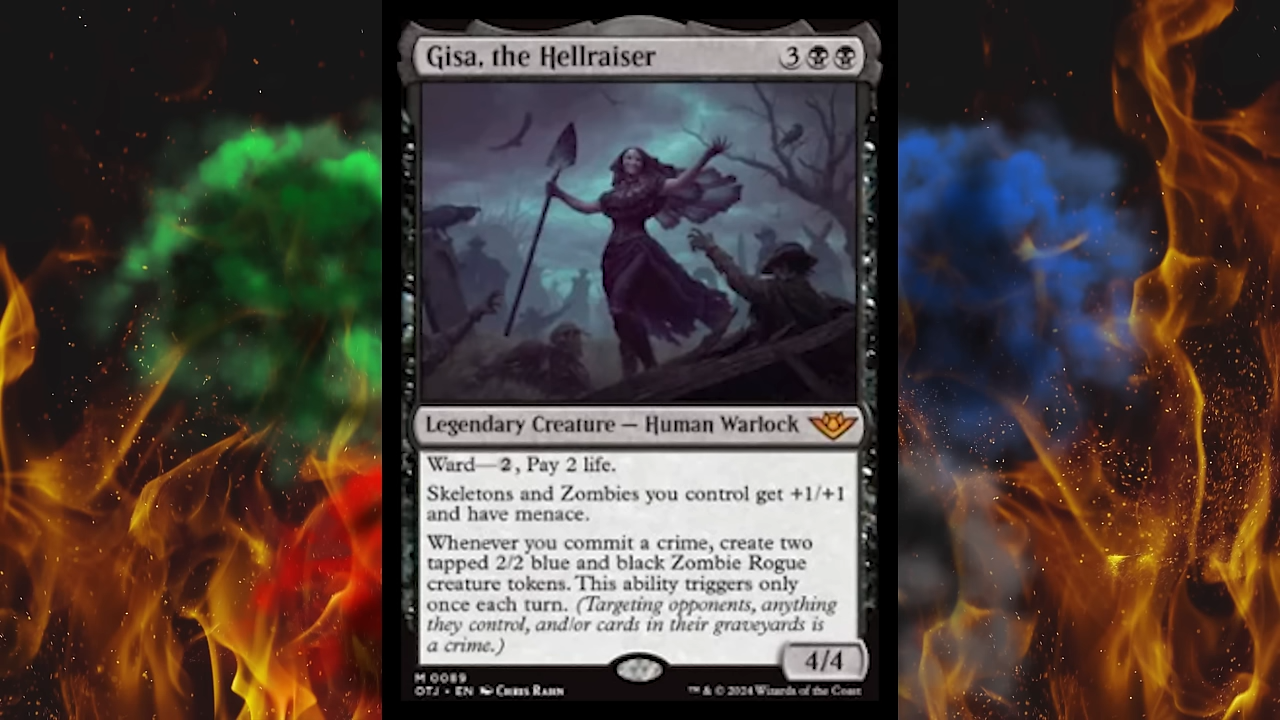 Gisa, the Hellraiser 3
Legendary Creature — Human Warlock
Ward—2, Pay 2 life.
Skeletons and Zombies you control get +1/+1
and have menace.
Whenever you commit a crime, create two
tapped 2/2 blue and black Zombie Rogue
creature tokens. This ability triggers only
once each turn. (Targeting opponents, anything
they control, and/or cards in their graveyards is
a crime.)
4/4
M 0089
OTJ • EN Chris Rahn
™ & © 2024 Wizards of the Coast